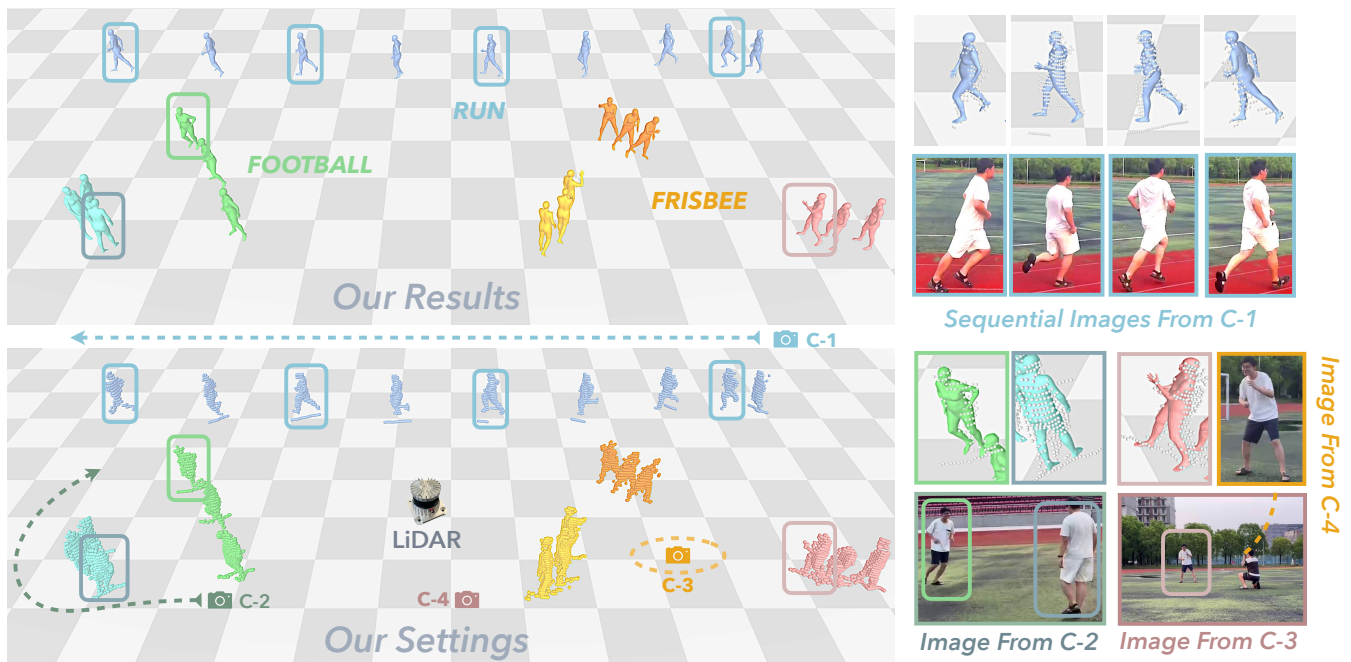 RUN
FOOTBALL
FRISBEE
Our Results
Sequential Images From C-1
C-1
LiDAR
C-3
C-2
C-4
Our Settings
Image From C-4
Image From C-2
Image From C-3